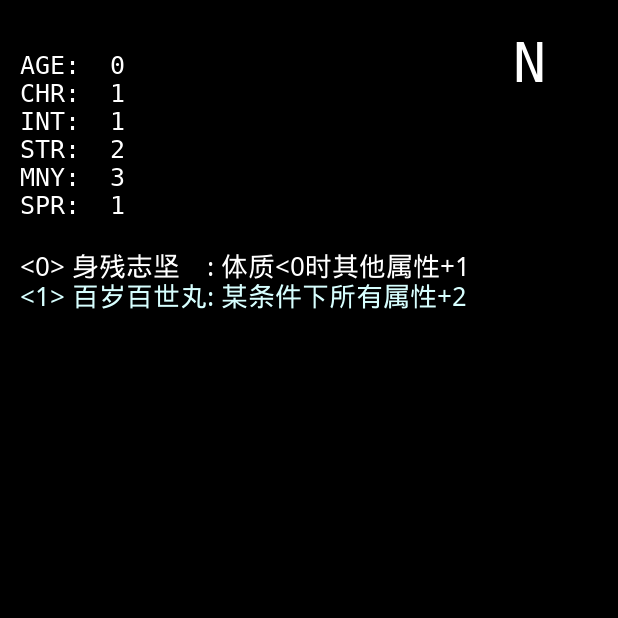 N
AGE: 0
CHR: 1
INT: 1
STR: 2
MNY: 3
SPR: 1
<0> 身残志坚 : 体质<0时其他属性+1
<1> 百岁百世丸: 某条件下所有属性+2